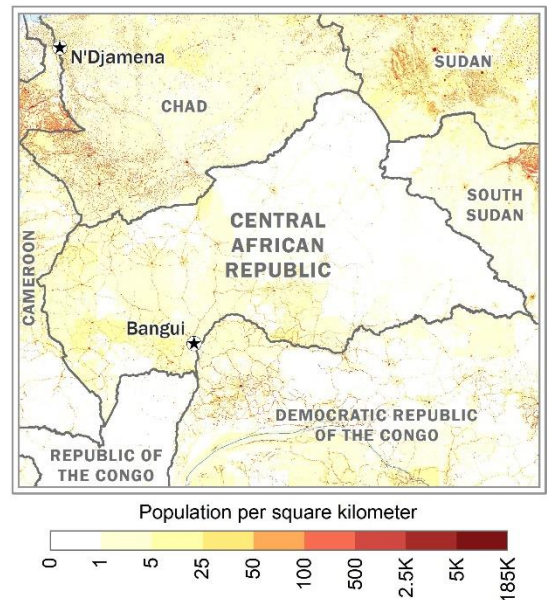 N'Djamena
SUDAN
CHAD
SOUTH
SUDAN
CENTRAL
AFRICAN
REPUBLIC
CAMEROON
Bangui
DEMOCRATIC REPUBLIC
OF THE CONGO
REPUBLIC OF
THE CONGO
Population per square kilometer
0 1 5 25 50 100 500 2.5K 5K 185K